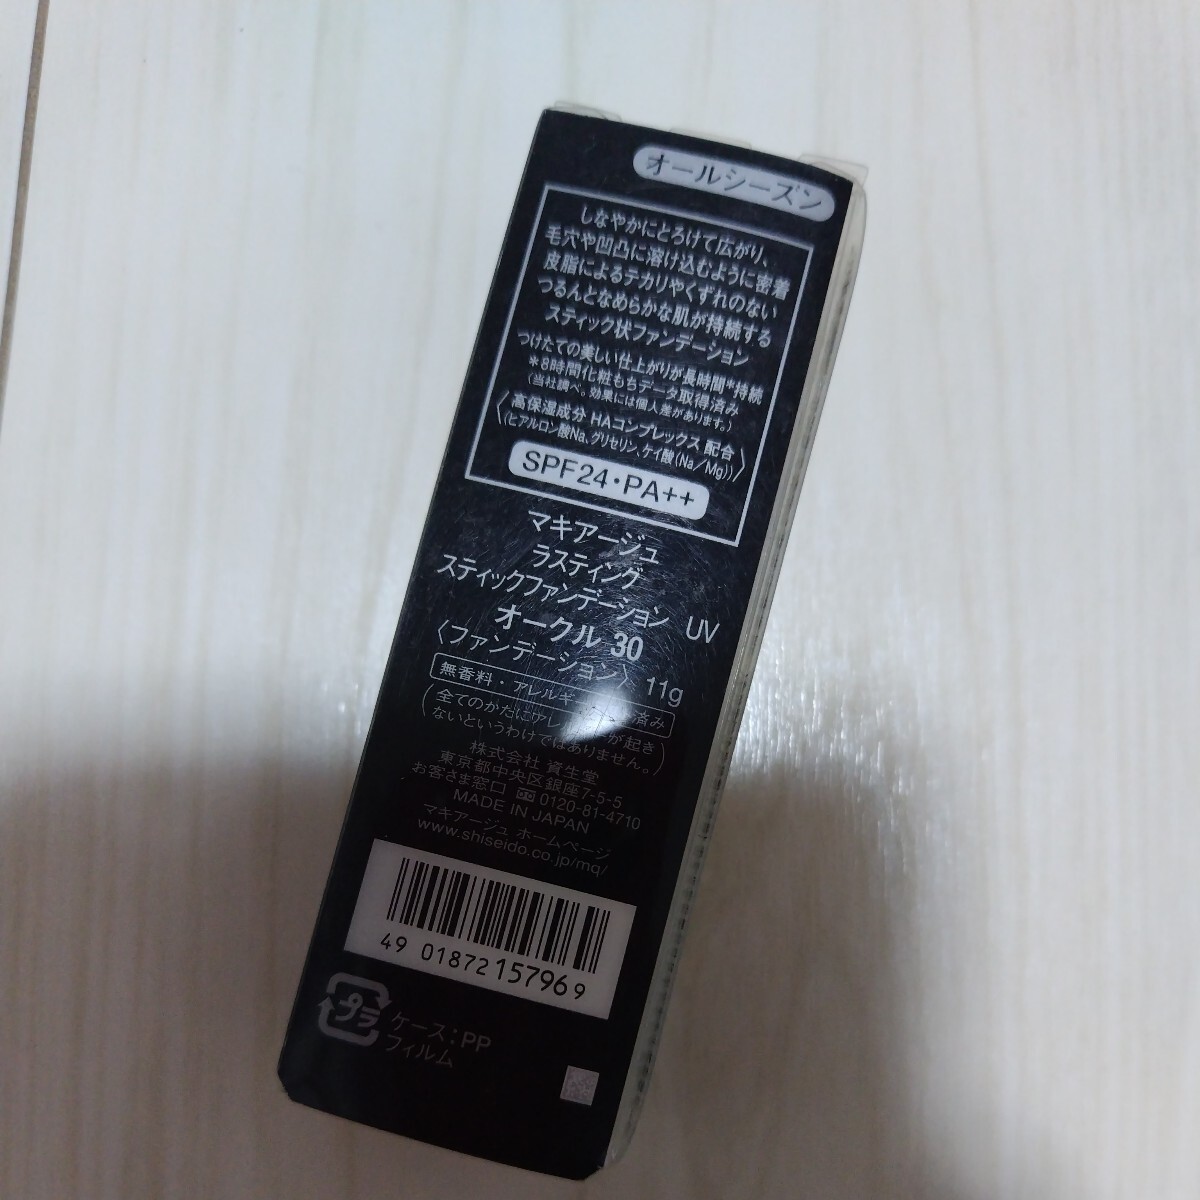 オールシーズン
しなやかにとろけて広がり、
毛穴や凹凸に溶け込むように密着
皮脂によるテカリやくずれのない
つるんとなめらかな肌が持続する
スティック状ファンデーション
つけたての美しい仕上がりが長時間*持続
*8時間化粧もちデータ取得済み
(当社調べ。効果には個人差があります。)
〈高保湿成分 HAコンプレックス 配合
(ヒアルロン酸Na、グリセリン、ケイ酸(Na/Mg))〉
SPF24・PA++
マキアージュ
ラスティング
スティックファンデーション UV
オークル 30
〈ファンデーション〉 11g
無香料・アレルギー 済み
(全てのかたにアレ が起き
ないというわけではありません。)
株式会社 資生堂
東京都中央区銀座7-5-5
お客さま窓口 0120-81-4710
MADE IN JAPAN
マキアージュ ホームページ
www.shiseido.co.jp/mq/
49 01872 15796 9
プラ
ケース:PP
フィルム